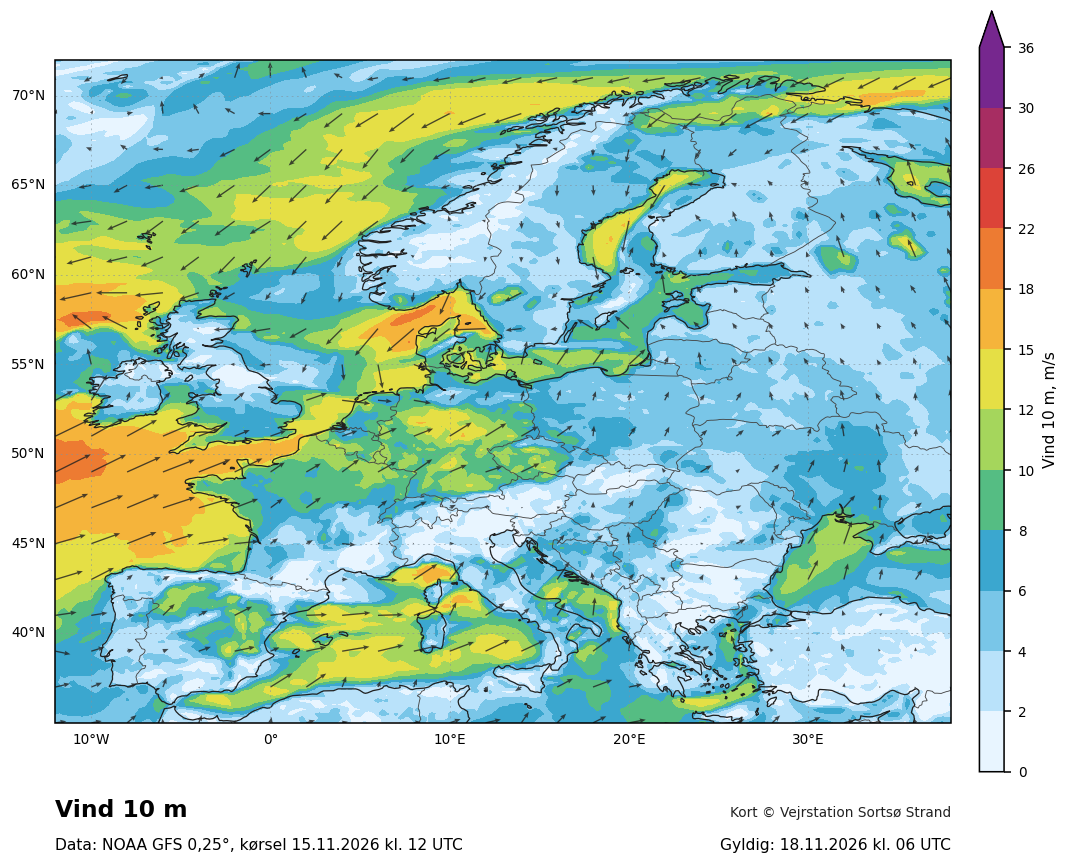 70°N
65°N
60°N
55°N
50°N
45°N
40°N
10°W
0°
10°E
20°E
30°E
36
30
26
22
18
15
12
10
8
6
4
2
0
Vind 10 m, m/s
Vind 10 m
Kort © Vejrstation Sortsø Strand
Data: NOAA GFS 0,25°, kørsel 15.11.2026 kl. 12 UTC
Gyldig: 18.11.2026 kl. 06 UTC